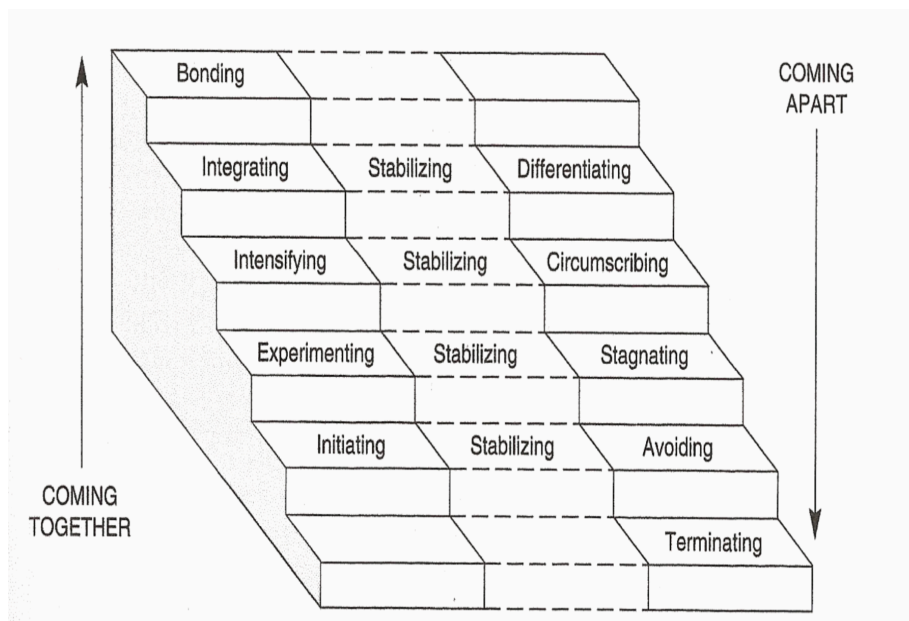 Bonding
COMING
APART
Integrating Stabilizing Differentiating
Intensifying Stabilizing Circumscribing
Experimenting Stabilizing Stagnating
Initiating Stabilizing Avoiding
COMING
TOGETHER
Terminating